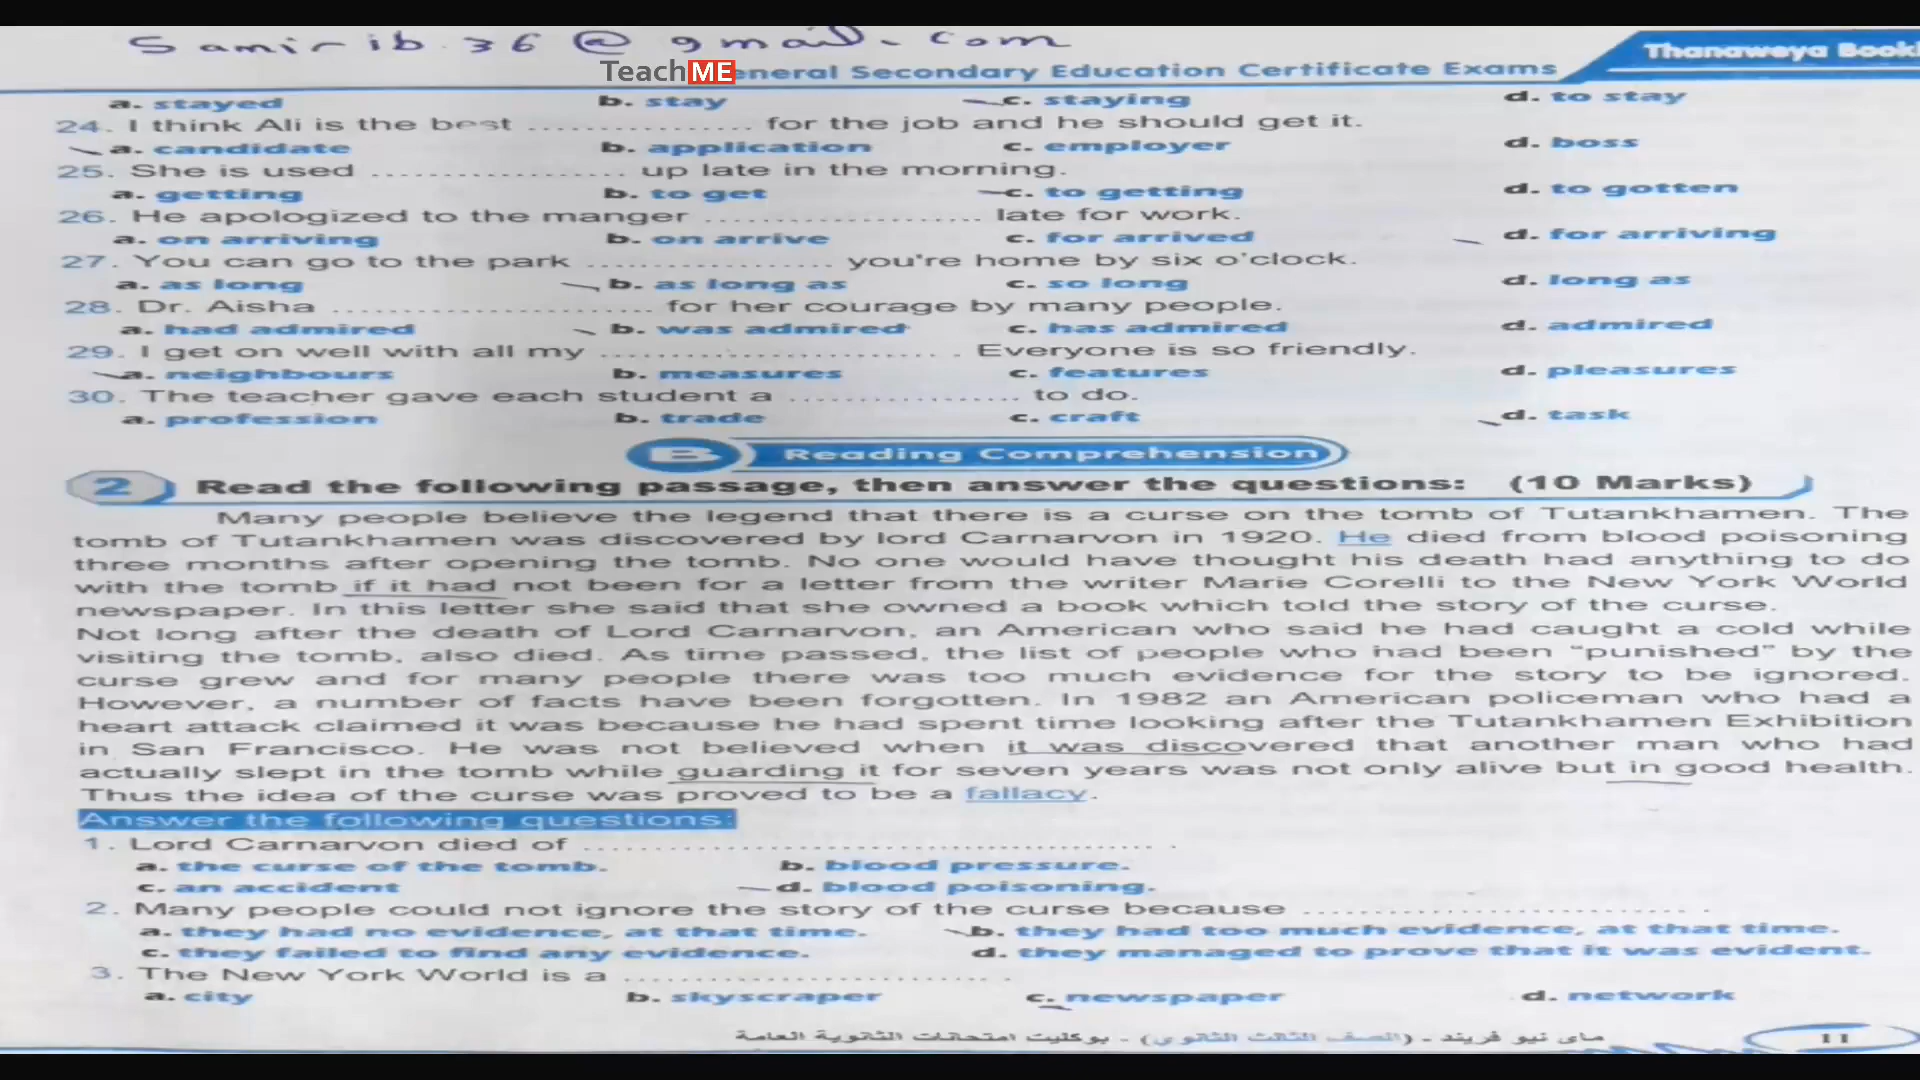 Samir ib.36@gmail.com
Thanaweya Book
TeachME eneral Secondary Education Certificate Exams
a. stayed b. stay c. staying d. to stay
24. I think Ali is the best .................. for the job and he should get it.
a. candidate b. application c. employer d. boss
25. She is used .................. up late in the morning.
a. getting b. to get c. to getting d. to gotten
26. He apologized to the manger .................. late for work.
a. on arriving b. on arrive c. for arrived d. for arriving
27. You can go to the park .................. you're home by six o'clock.
a. as long b. as long as c. so long d. long as
28. Dr. Aisha .................. for her courage by many people.
a. had admired b. was admired c. has admired d. admired
29. I get on well with all my .................. . Everyone is so friendly.
a. neighbours b. measures c. features d. pleasures
30. The teacher gave each student a .................. to do.
a. profession b. trade c. craft d. task
B Reading Comprehension
2 Read the following passage, then answer the questions: (10 Marks)
Many people believe the legend that there is a curse on the tomb of Tutankhamen. The
tomb of Tutankhamen was discovered by lord Carnarvon in 1920. He died from blood poisoning
three months after opening the tomb. No one would have thought his death had anything to do
with the tomb if it had not been for a letter from the writer Marie Corelli to the New York World
newspaper. In this letter she said that she owned a book which told the story of the curse.
Not long after the death of Lord Carnarvon, an American who said he had caught a cold while
visiting the tomb, also died. As time passed, the list of people who had been "punished" by the
curse grew and for many people there was too much evidence for the story to be ignored.
However, a number of facts have been forgotten. In 1982 an American policeman who had a
heart attack claimed it was because he had spent time looking after the Tutankhamen Exhibition
in San Francisco. He was not believed when it was discovered that another man who had
actually slept in the tomb while guarding it for seven years was not only alive but in good health.
Thus the idea of the curse was proved to be a fallacy.
Answer the following questions:
1. Lord Carnarvon died of .................. .
a. the curse of the tomb. b. blood pressure.
c. an accident d. blood poisoning.
2. Many people could not ignore the story of the curse because .................. .
a. they had no evidence, at that time. b. they had too much evidence, at that time.
c. they failed to find any evidence. d. they managed to prove that it was evident.
3. The New York World is a .................. .
a. city b. skyscraper c. newspaper d. network
ماى نيو فريند - (الصف الثالث الثانوي) - بوكليت امتحانات الثانوية العامة
11